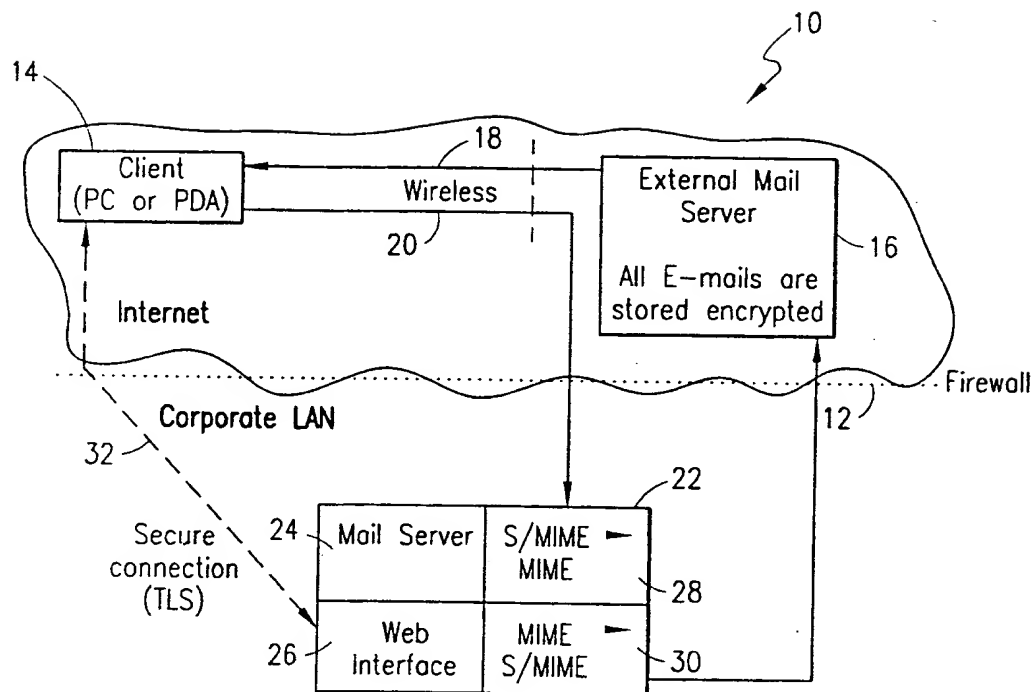 10
14
18
Client
(PC or PDA)
Wireless
20
External Mail
Server
All E-mails are
stored encrypted
16
Internet
Firewall
12
Corporate LAN
32
Secure
connection
(TLS)
22
24
Mail Server
S/MIME ►
MIME
28
26
Web
Interface
MIME ►
S/MIME
30